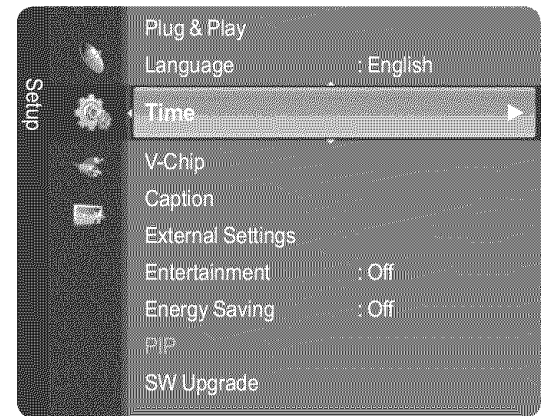 Setup
Plug & Play
Language : English
Time
V-Chip
Caption
External Settings
Entertainment : Off
Energy Saving : Off
PIP
SW Upgrade